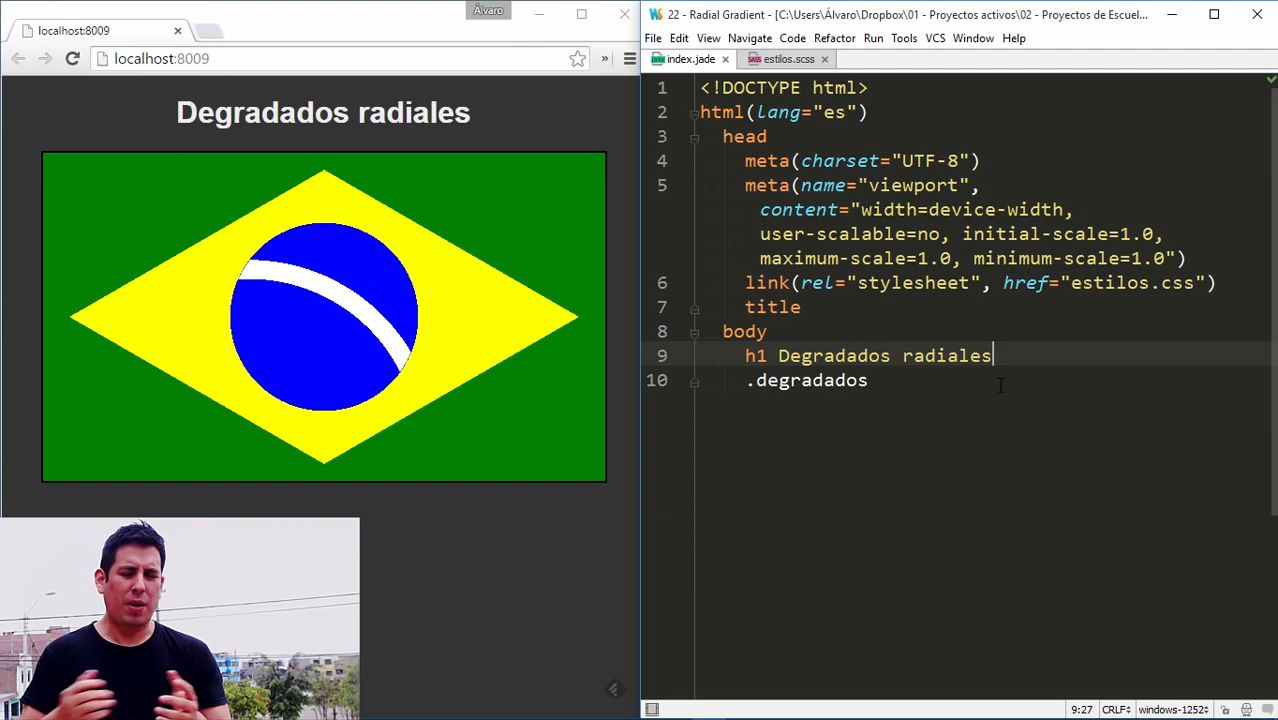 Álvaro
localhost:8009
localhost:8009
»
Degradados radiales
22 - Radial Gradient - [C:\Users\Álvaro\Dropbox\01 - Proyectos activos\02 - Proyectos de Escuel...
File Edit View Navigate Code Refactor Run Tools VCS Window Help
index.jade estilos.scss
1 <!DOCTYPE html>
2 html(lang="es")
3 head
4 meta(charset="UTF-8")
5 meta(name="viewport",
content="width=device-width,
user-scalable=no, initial-scale=1.0,
maximum-scale=1.0, minimum-scale=1.0")
6 link(rel="stylesheet", href="estilos.css")
7 title
8 body
9 h1 Degradados radiales
10 .degradados
9:27 CRLF windows-1252